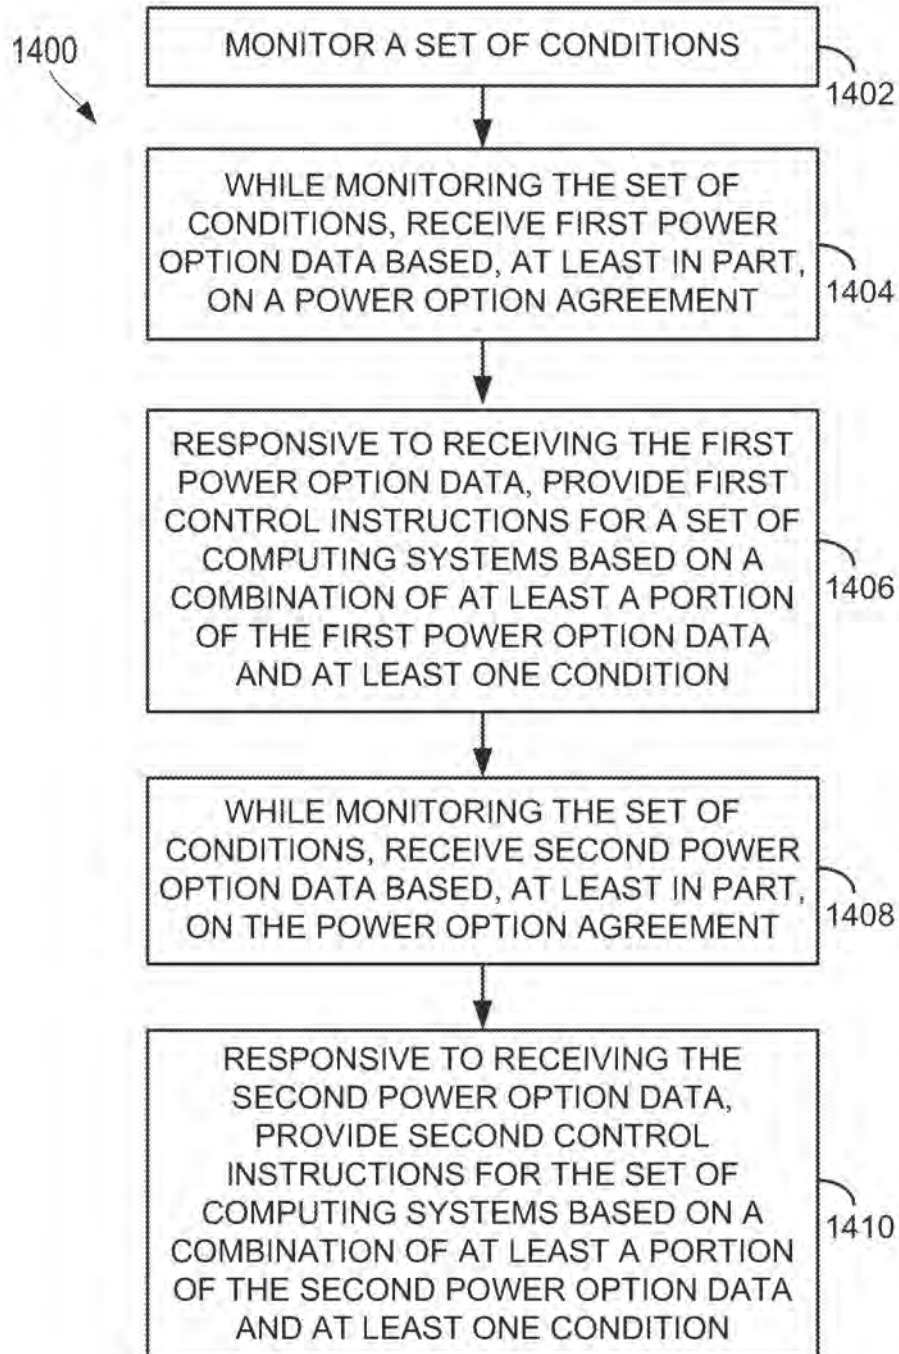 1400
MONITOR A SET OF CONDITIONS
1402
WHILE MONITORING THE SET OF
CONDITIONS, RECEIVE FIRST POWER
OPTION DATA BASED, AT LEAST IN PART,
ON A POWER OPTION AGREEMENT
1404
RESPONSIVE TO RECEIVING THE FIRST
POWER OPTION DATA, PROVIDE FIRST
CONTROL INSTRUCTIONS FOR A SET OF
COMPUTING SYSTEMS BASED ON A
COMBINATION OF AT LEAST A PORTION
OF THE FIRST POWER OPTION DATA
AND AT LEAST ONE CONDITION
1406
WHILE MONITORING THE SET OF
CONDITIONS, RECEIVE SECOND POWER
OPTION DATA BASED, AT LEAST IN PART,
ON THE POWER OPTION AGREEMENT
1408
RESPONSIVE TO RECEIVING THE
SECOND POWER OPTION DATA,
PROVIDE SECOND CONTROL
INSTRUCTIONS FOR THE SET OF
COMPUTING SYSTEMS BASED ON A
COMBINATION OF AT LEAST A PORTION
OF THE SECOND POWER OPTION DATA
AND AT LEAST ONE CONDITION
1410